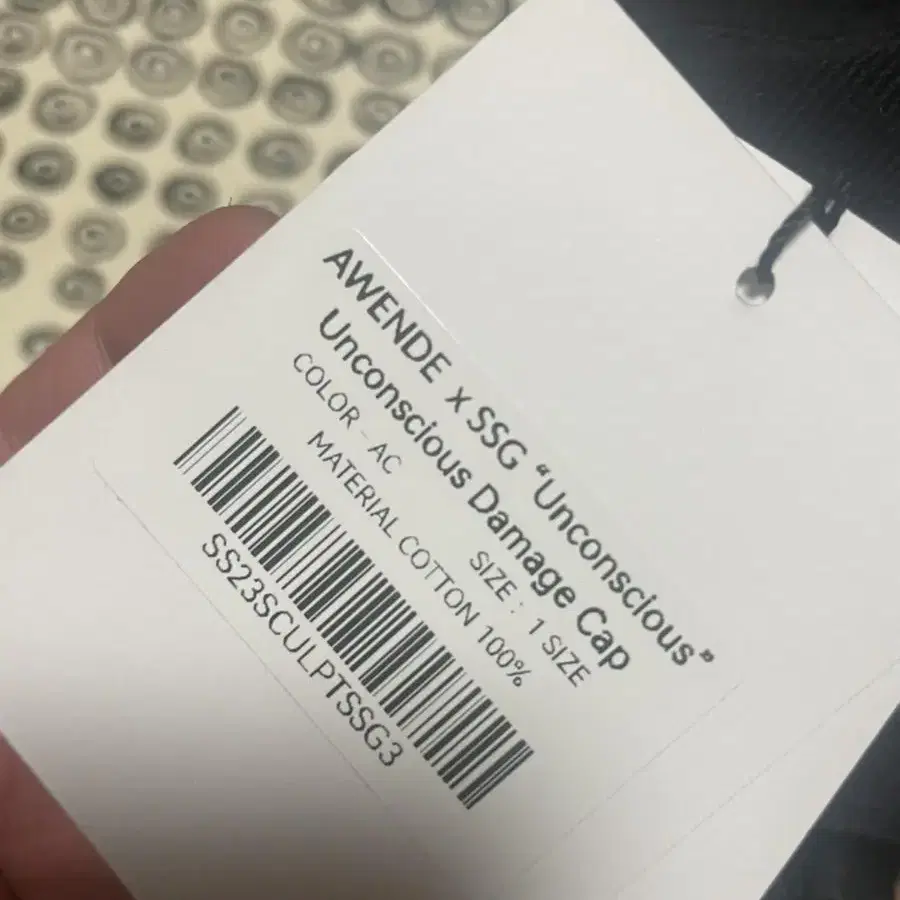 AWENDE x SSG “Unconscious”
Unconscious Damage Cap
COLOR - AC SIZE : 1 SIZE
MATERIAL COTTON 100%
SS23SCULPTSSG3